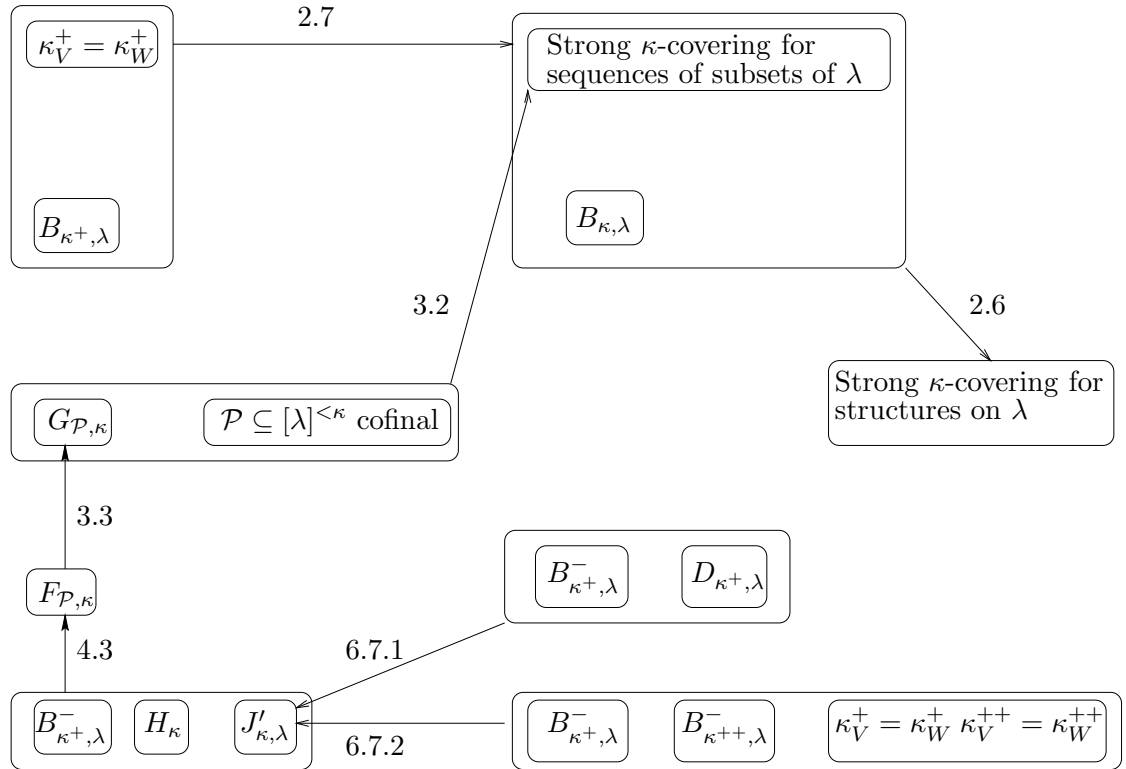 2.7
κ_V^+ = κ_W^+
Strong κ-covering for
sequences of subsets of λ
B_{κ^+,λ}
B_{κ,λ}
3.2
2.6
Strong κ-covering for
structures on λ
G_{𝒫,κ}
𝒫 ⊆ [λ]^{<κ} cofinal
3.3
B^-_{κ^+,λ}
D_{κ^+,λ}
F_{𝒫,κ}
4.3
6.7.1
B^-_{κ^+,λ}
H_κ
J'_{κ,λ}
6.7.2
B^-_{κ^+,λ}
B^-_{κ^{++},λ}
κ_V^+ = κ_W^+ κ_V^{++} = κ_W^{++}